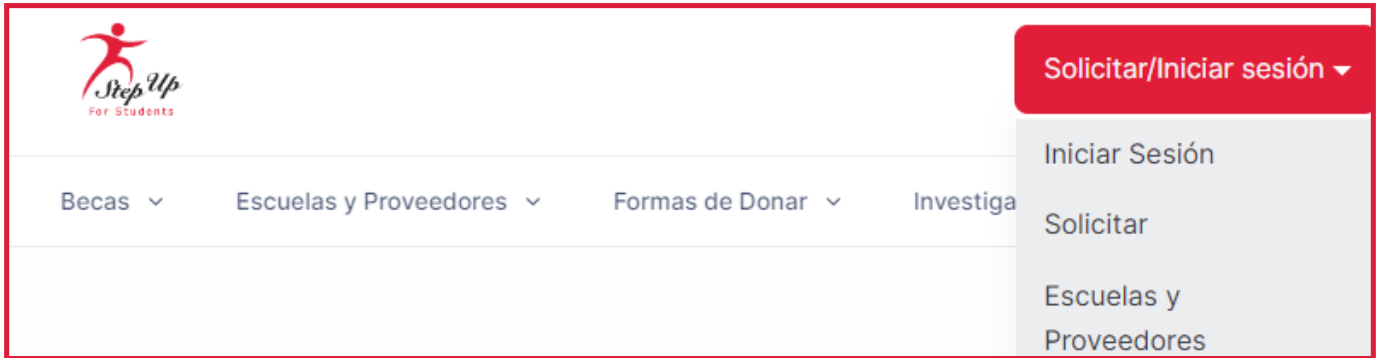 Step Up
For Students
Solicitar/Iniciar sesión
Iniciar Sesión
Becas
Escuelas y Proveedores
Formas de Donar
Investiga
Solicitar
Escuelas y
Proveedores